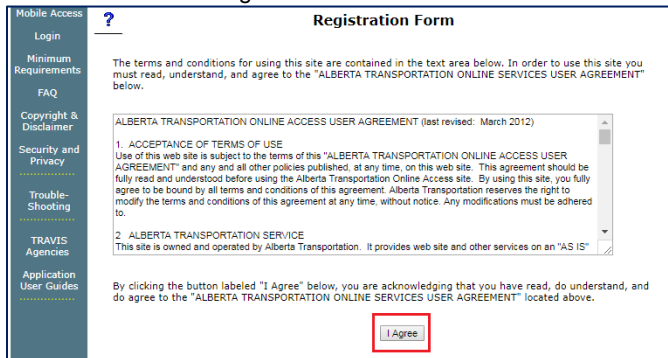 Mobile Access
Login
Minimum
Requirements
FAQ
Copyright &
Disclaimer
Security and
Privacy
Trouble-
Shooting
TRAVIS
Agencies
Application
User Guides
?
Registration Form
The terms and conditions for using this site are contained in the text area below. In order to use this site you
must read, understand, and agree to the "ALBERTA TRANSPORTATION ONLINE SERVICES USER AGREEMENT"
below.
ALBERTA TRANSPORTATION ONLINE ACCESS USER AGREEMENT (last revised: March 2012)
1. ACCEPTANCE OF TERMS OF USE
Use of this web site is subject to the terms of this "ALBERTA TRANSPORTATION ONLINE ACCESS USER
AGREEMENT" and any and all other policies published, at any time, on this web site. This agreement should be
fully read and understood before using the Alberta Transportation Online Access site. By using this site, you fully
agree to be bound by all terms and conditions of this agreement. Alberta Transportation reserves the right to
modify the terms and conditions of this agreement at any time, without notice. Any modifications must be adhered
to.
2 ALBERTA TRANSPORTATION SERVICE
This site is owned and operated by Alberta Transportation. It provides web site and other services on an "AS IS"
By clicking the button labeled "I Agree" below, you are acknowledging that you have read, do understand, and
do agree to the "ALBERTA TRANSPORTATION ONLINE SERVICES USER AGREEMENT" located above.
I Agree